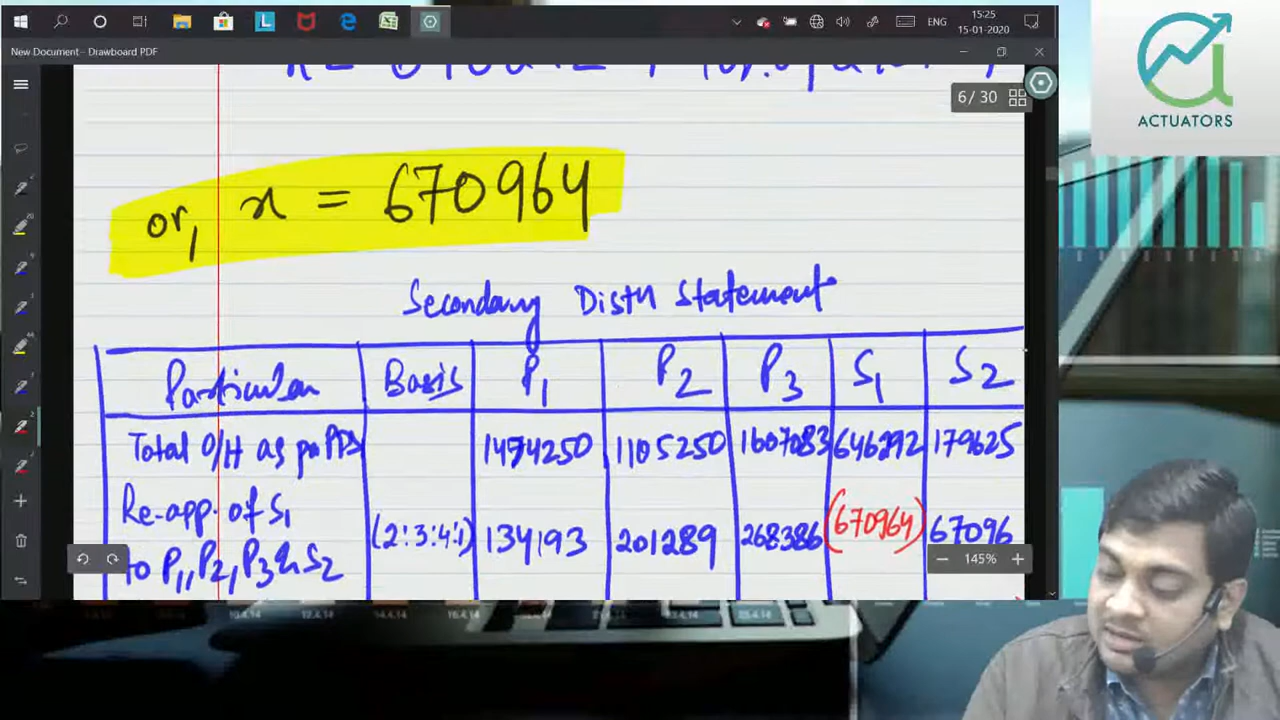 15:25
ENG
15-01-2020
New Document - Drawboard PDF
6 / 30
ACTUATORS
or, x = 670964
Secondary Distn Statement
Particular Basis P1 P2 P3 S1 S2
Total O/H as per PDS 1474250 1105250 1607083 646292 179625
Re-app. of S1
to P1, P2, P3 & S2 (2:3:4:1) 134193 201289 268386 (670964) 67096
145%